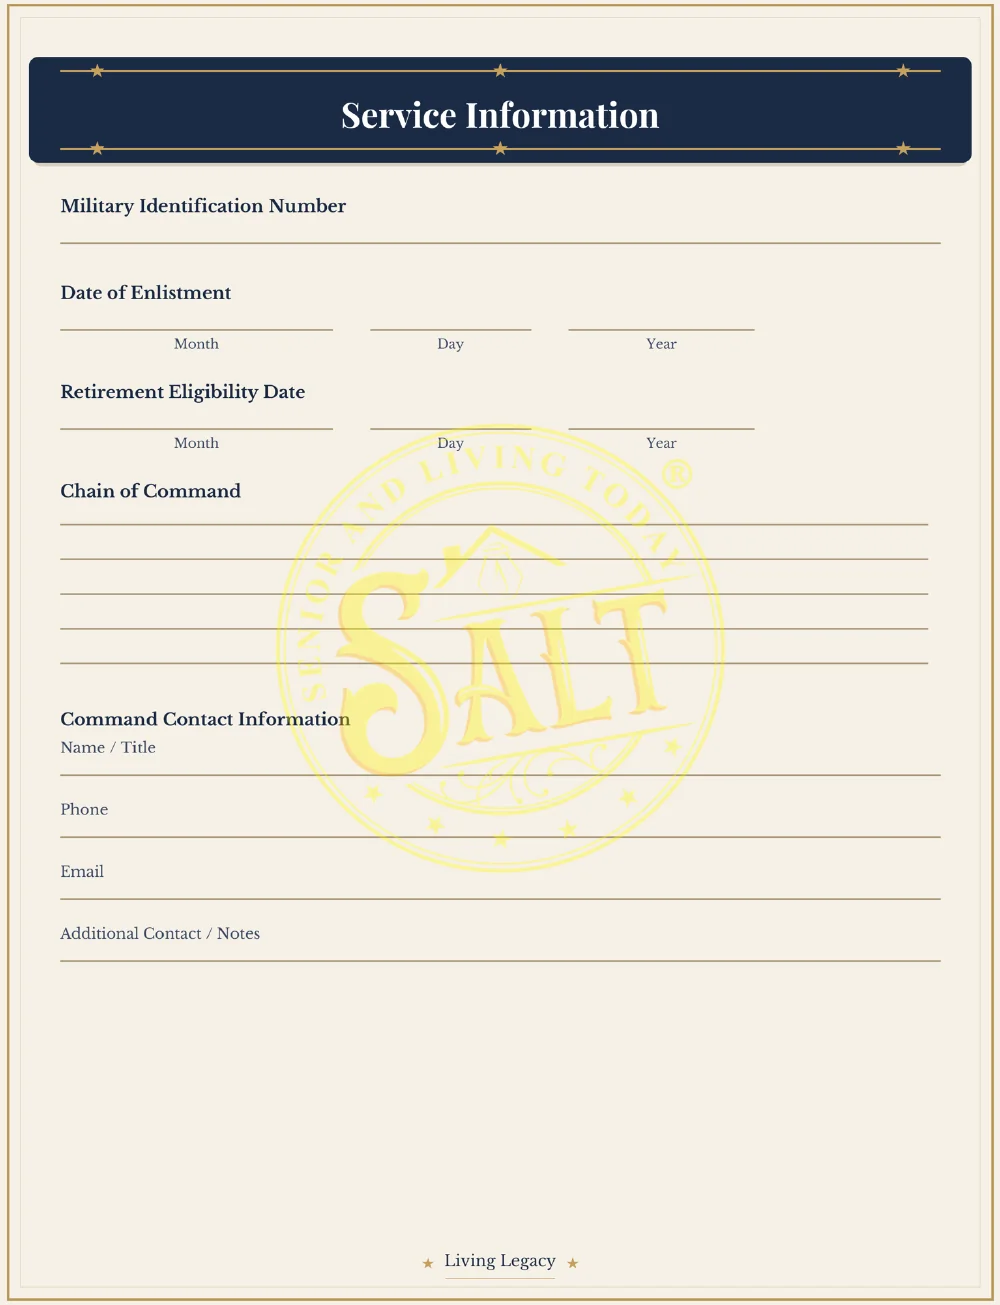 Service Information
Military Identification Number
Date of Enlistment
Month Day Year
Retirement Eligibility Date
Month Day Year
Chain of Command
SENIOR AND LIVING TODAY ®
SALT
Command Contact Information
Name / Title
Phone
Email
Additional Contact / Notes
Living Legacy